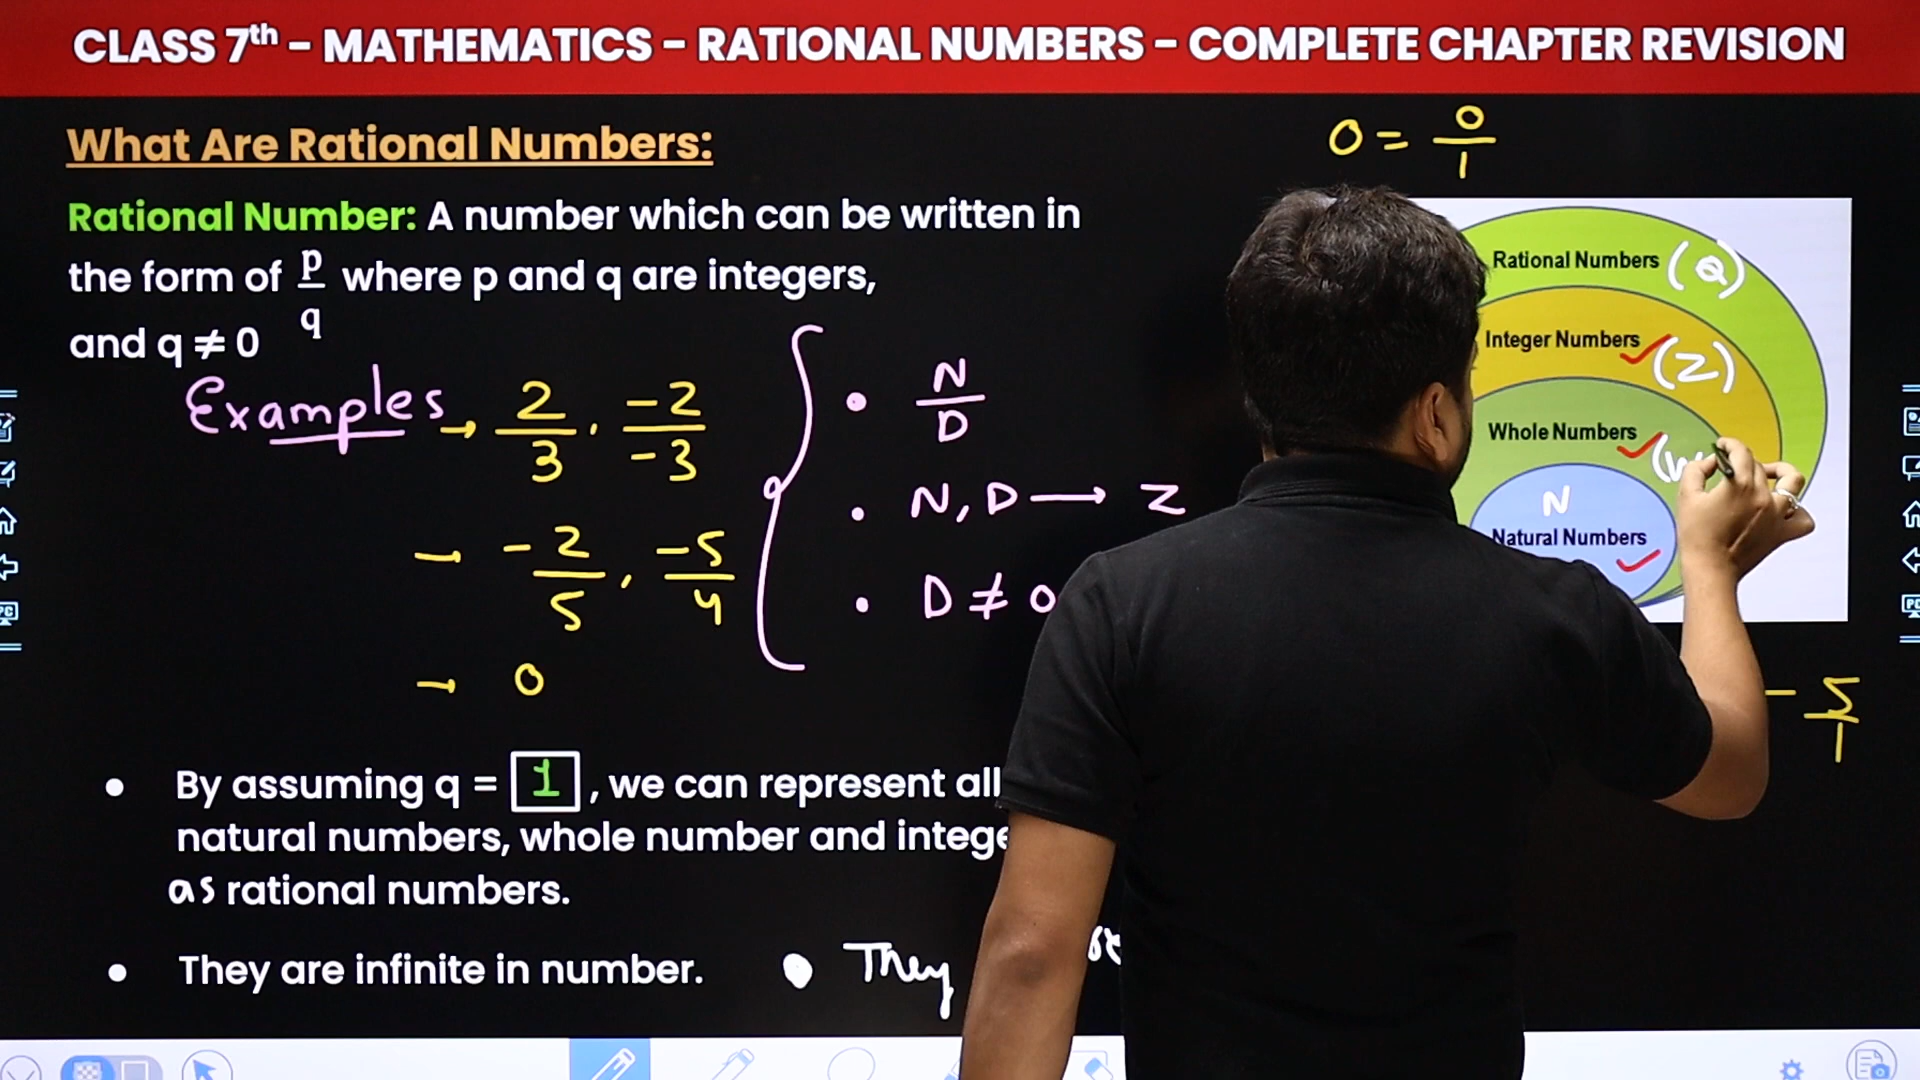 CLASS 7th – MATHEMATICS – RATIONAL NUMBERS – COMPLETE CHAPTER REVISION
What Are Rational Numbers:
0 = 0/1
Rational Number: A number which can be written in
the form of p/q where p and q are integers,
and q ≠ 0
Examples → 2/3 , -2/-3
→ -2/5 , -5/4
→ 0
• N/D
• N, D → Z
• D ≠ 0
Rational Numbers (Q)
Integer Numbers (Z)
Whole Numbers (W
N
Natural Numbers
- 5/1
• By assuming q = 1 , we can represent all
natural numbers, whole number and intege
as rational numbers.
• They are infinite in number.
• They